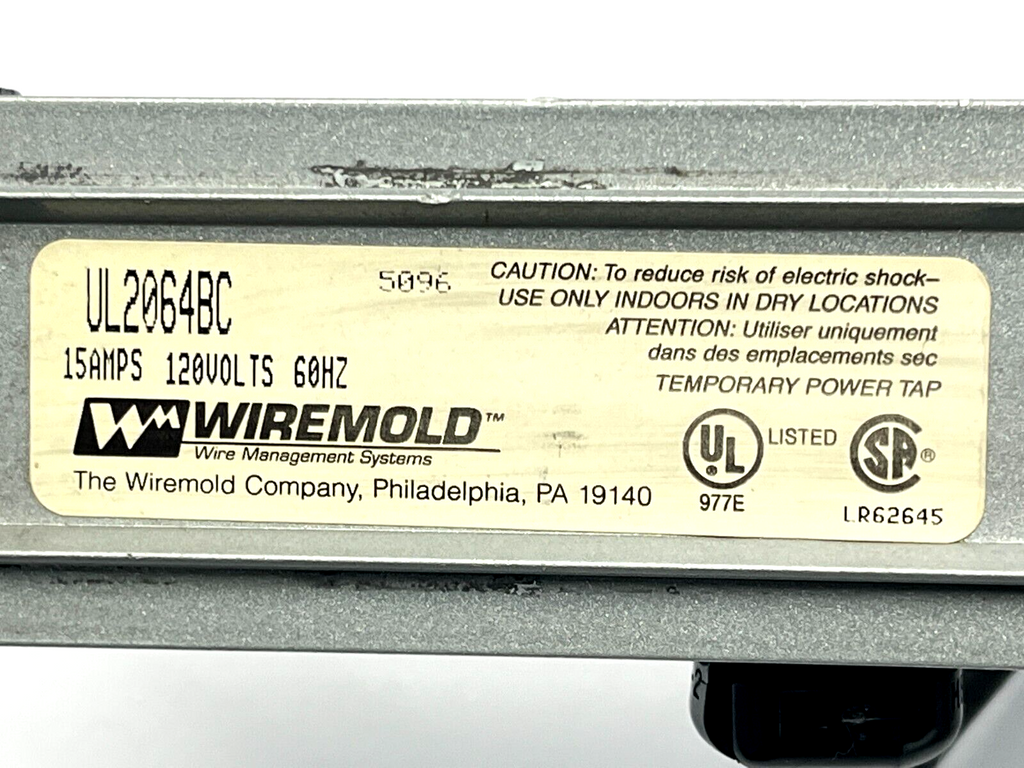 UL2064BC
5096
15AMPS 120VOLTS 60HZ
WM WIREMOLD™
Wire Management Systems
The Wiremold Company, Philadelphia, PA 19140
CAUTION: To reduce risk of electric shock–
USE ONLY INDOORS IN DRY LOCATIONS
ATTENTION: Utiliser uniquement
dans des emplacements sec
TEMPORARY POWER TAP
UL LISTED SA®
977E
LR62645